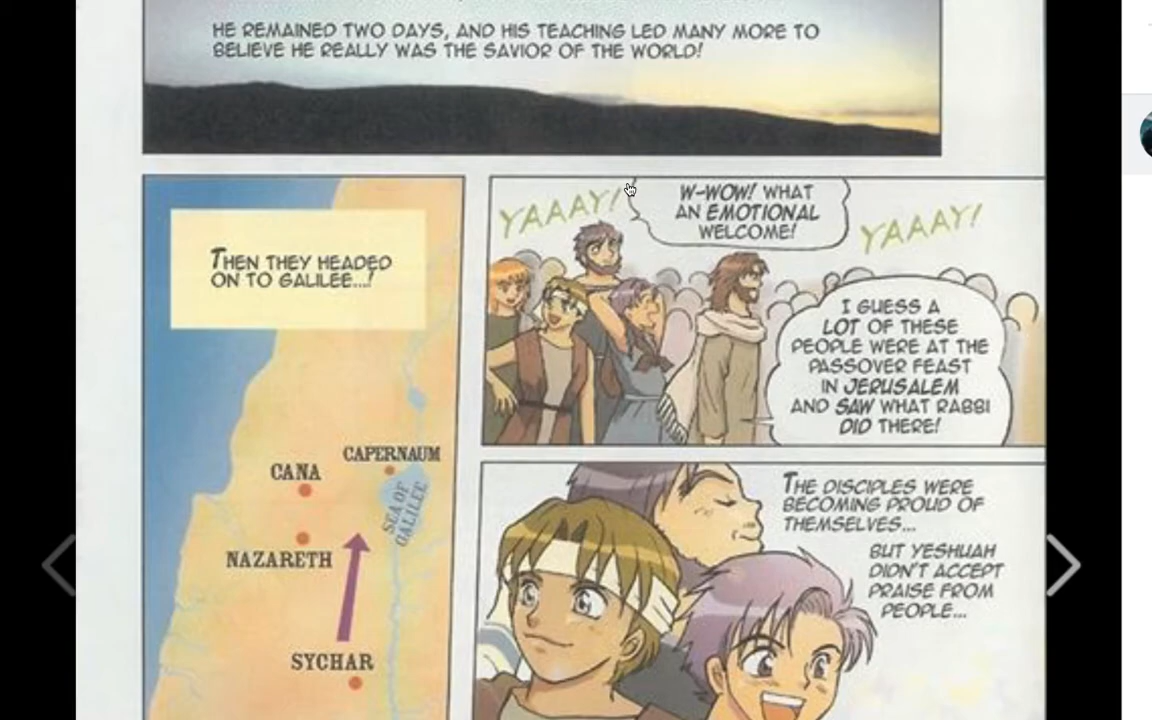 HE REMAINED TWO DAYS, AND HIS TEACHING LED MANY MORE TO
BELIEVE HE REALLY WAS THE SAVIOR OF THE WORLD!
THEN THEY HEADED
ON TO GALILEE...!
CAPERNAUM
CANA
SEA OF
GALILEE
NAZARETH
SYCHAR
YAAAY!
W-WOW! WHAT
AN EMOTIONAL
WELCOME!
YAAAY!
I GUESS A
LOT OF THESE
PEOPLE WERE AT THE
PASSOVER FEAST
IN JERUSALEM
AND SAW WHAT RABBI
DID THERE!
THE DISCIPLES WERE
BECOMING PROUD OF
THEMSELVES...
BUT YESHUAH
DIDN'T ACCEPT
PRAISE FROM
PEOPLE...